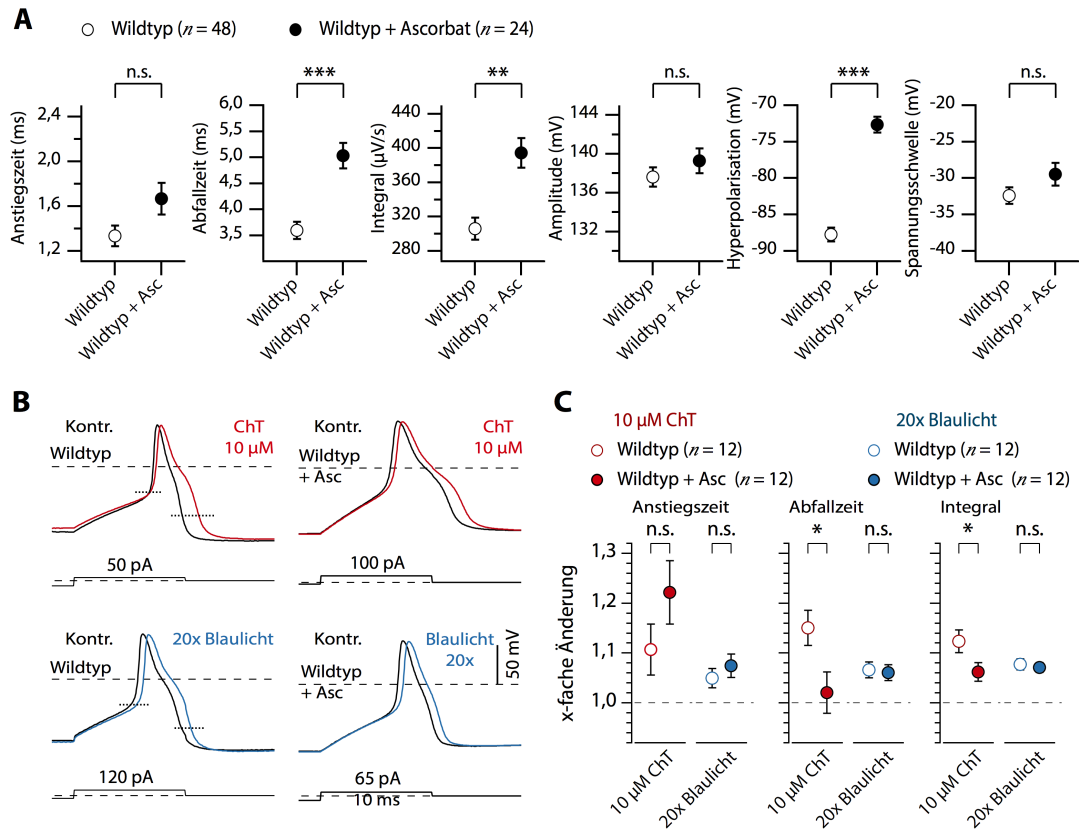 A
Wildtyp (n = 48)
Wildtyp + Ascorbat (n = 24)
n.s.
***
**
n.s.
***
n.s.
Anstiegszeit (ms)
2,4
2,0
1,6
1,2
Wildtyp
Wildtyp + Asc
Abfallzeit (ms)
6,0
5,5
5,0
4,5
4,0
3,5
Wildtyp
Wildtyp + Asc
Integral (µV/s)
440
400
360
300
280
Wildtyp
Wildtyp + Asc
Amplitude (mV)
144
140
136
132
Wildtyp
Wildtyp + Asc
Hyperpolarisation (mV)
-70
-75
-80
-85
-90
Wildtyp
Wildtyp + Asc
Spannungsschwelle (mV)
-20
-25
-30
-35
-40
Wildtyp
Wildtyp + Asc
B
Kontr.
Wildtyp
ChT
10 µM
50 pA
Kontr.
Wildtyp
+ Asc
ChT
10 µM
100 pA
Kontr.
Wildtyp
20x Blaulicht
120 pA
Kontr.
Wildtyp
+ Asc
Blaulicht
20x
50 mV
65 pA
10 ms
C
10 µM ChT
Wildtyp (n = 12)
Wildtyp + Asc (n = 12)
20x Blaulicht
Wildtyp (n = 12)
Wildtyp + Asc (n = 12)
x-fache Änderung
1,3
1,2
1,1
1,0
Anstiegszeit
n.s.
n.s.
10 µM ChT
20x Blaulicht
Abfallzeit
*
n.s.
10 µM ChT
20x Blaulicht
Integral
*
n.s.
10 µM ChT
20x Blaulicht